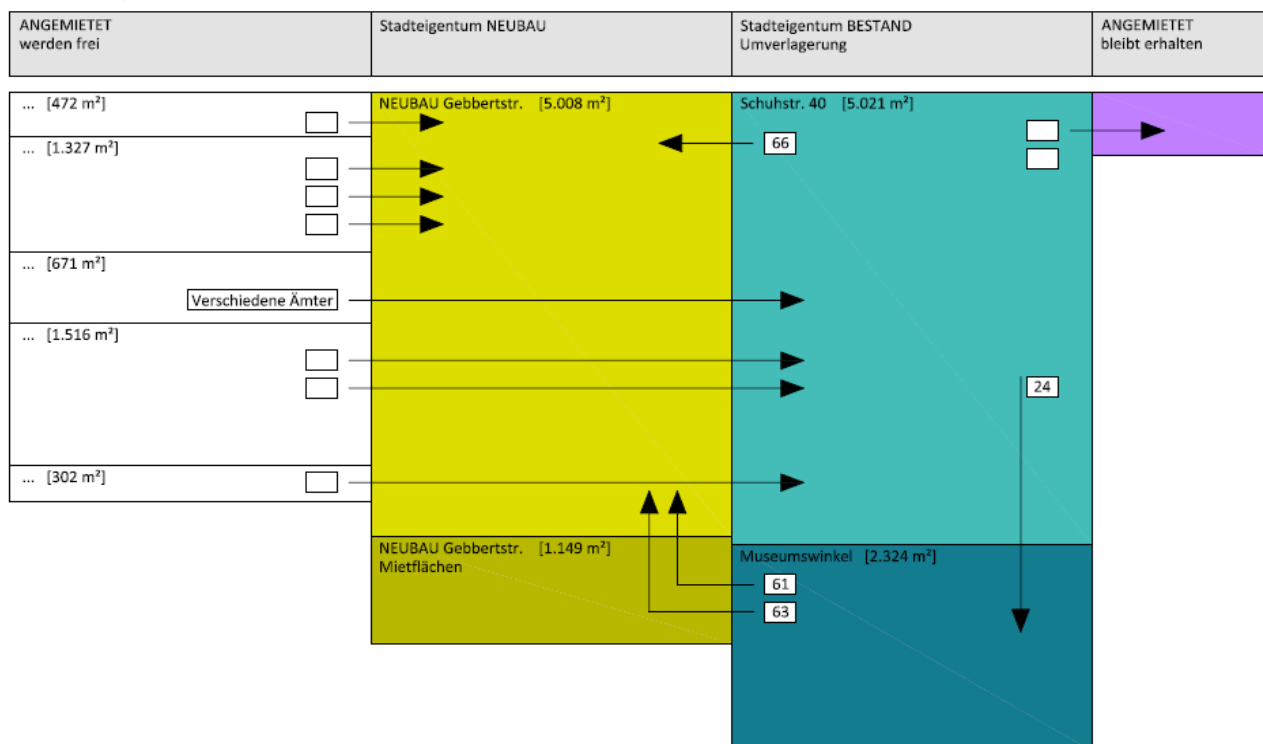 ANGEMIETET
werden frei
Stadteigentum NEUBAU
Stadteigentum BESTAND
Umverlagerung
ANGEMIETET
bleibt erhalten
... [472 m²]
... [1.327 m²]
... [671 m²]
Verschiedene Ämter
... [1.516 m²]
... [302 m²]
NEUBAU Gebbertstr. [5.008 m²]
NEUBAU Gebbertstr. [1.149 m²]
Mietflächen
Schuhstr. 40 [5.021 m²]
66
24
Museumswinkel [2.324 m²]
61
63